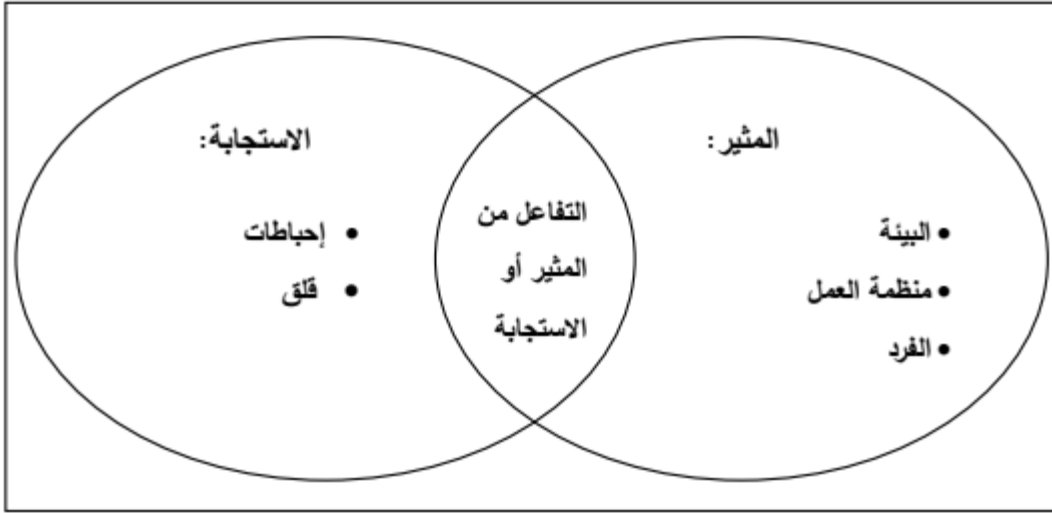 المثير:
• البيئة
• منظمة العمل
• الفرد
التفاعل من
المثير أو
الاستجابة
الاستجابة:
• إحباطات
• قلق